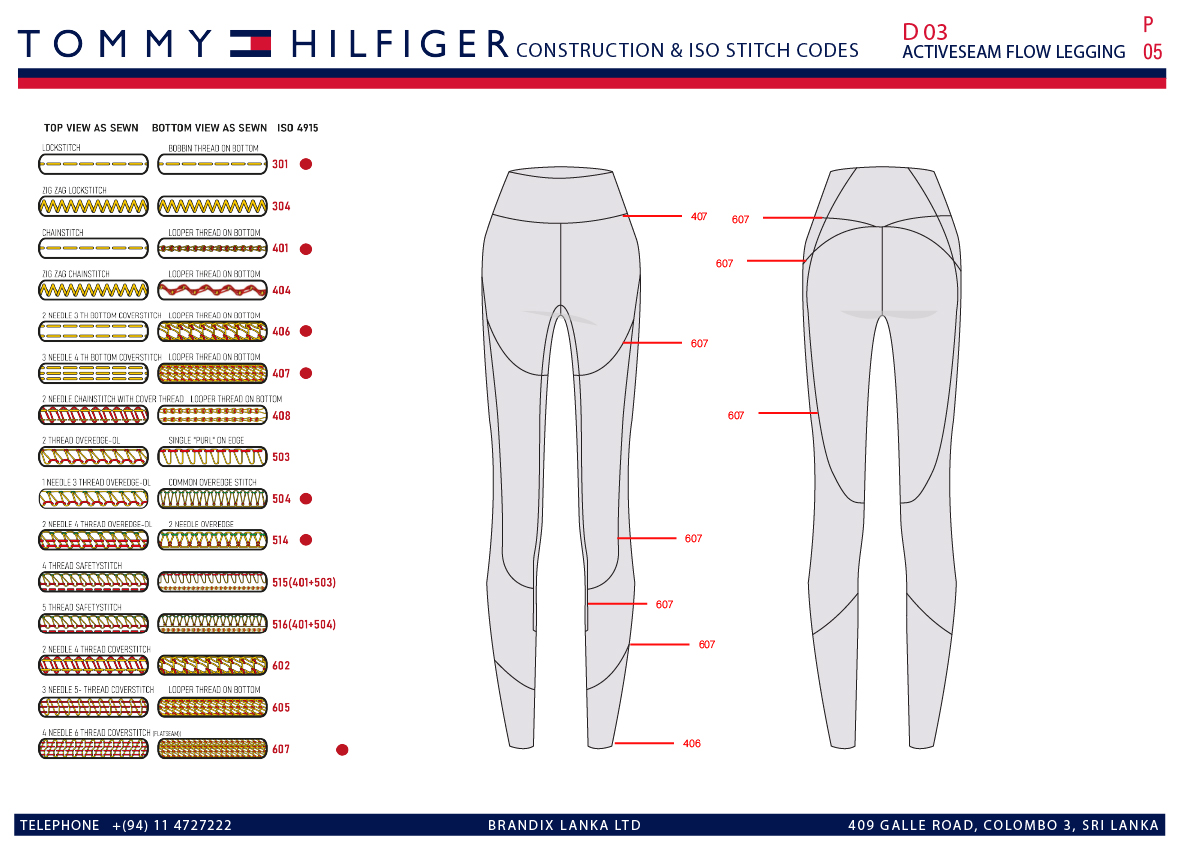 TOMMY HILFIGER CONSTRUCTION & ISO STITCH CODES
D 03
ACTIVESEAM FLOW LEGGING
P
05
TOP VIEW AS SEWN BOTTOM VIEW AS SEWN ISO 4915
LOCKSTITCH BOBBIN THREAD ON BOTTOM
301
ZIG ZAG LOCKSTITCH
304
CHAINSTITCH LOOPER THREAD ON BOTTOM
401
ZIG ZAG CHAINSTITCH LOOPER THREAD ON BOTTOM
404
2 NEEDLE 3 TH BOTTOM COVERSTITCH LOOPER THREAD ON BOTTOM
406
3 NEEDLE 4 TH BOTTOM COVERSTITCH LOOPER THREAD ON BOTTOM
407
2 NEEDLE CHAINSTITCH WITH COVER THREAD LOOPER THREAD ON BOTTOM
408
2 THREAD OVEREDGE-OL SINGLE "PURL" ON EDGE
503
1 NEEDLE 3 THREAD OVEREDGE-OL COMMON OVEREDGE STITCH
504
2 NEEDLE 4 THREAD OVEREDGE-OL 2 NEEDLE OVEREDGE
514
4 THREAD SAFETYSTITCH
515(401+503)
5 THREAD SAFETYSTITCH
516(401+504)
2 NEEDLE 4 THREAD COVERSTITCH
602
3 NEEDLE 5- THREAD COVERSTITCH LOOPER THREAD ON BOTTOM
605
4 NEEDLE 6 THREAD COVERSTITCH (FLATSEAM)
607
407
607
607
607
607
607
607
607
406
TELEPHONE +(94) 11 4727222 BRANDIX LANKA LTD 409 GALLE ROAD, COLOMBO 3, SRI LANKA